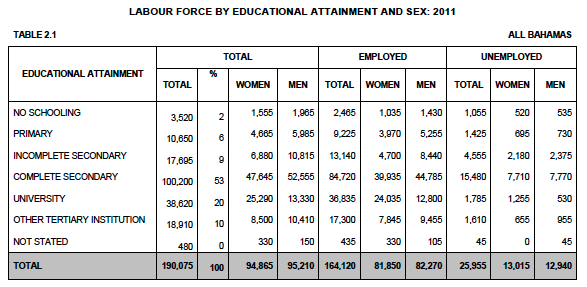 LABOUR FORCE BY EDUCATIONAL ATTAINMENT AND SEX: 2011
TABLE 2.1 ALL BAHAMAS
EDUCATIONAL ATTAINMENT TOTAL EMPLOYED UNEMPLOYED
TOTAL % WOMEN MEN TOTAL WOMEN MEN TOTAL WOMEN MEN
NO SCHOOLING 3,520 2 1,555 1,965 2,465 1,035 1,430 1,055 520 535
PRIMARY 10,650 6 4,665 5,985 9,225 3,970 5,255 1,425 695 730
INCOMPLETE SECONDARY 17,695 9 6,880 10,815 13,140 4,700 8,440 4,555 2,180 2,375
COMPLETE SECONDARY 100,200 53 47,645 52,555 84,720 39,935 44,785 15,480 7,710 7,770
UNIVERSITY 38,620 20 25,290 13,330 36,835 24,035 12,800 1,785 1,255 530
OTHER TERTIARY INSTITUTION 18,910 10 8,500 10,410 17,300 7,845 9,455 1,610 655 955
NOT STATED 480 0 330 150 435 330 105 45 0 45
TOTAL 190,075 100 94,865 95,210 164,120 81,850 82,270 25,955 13,015 12,940